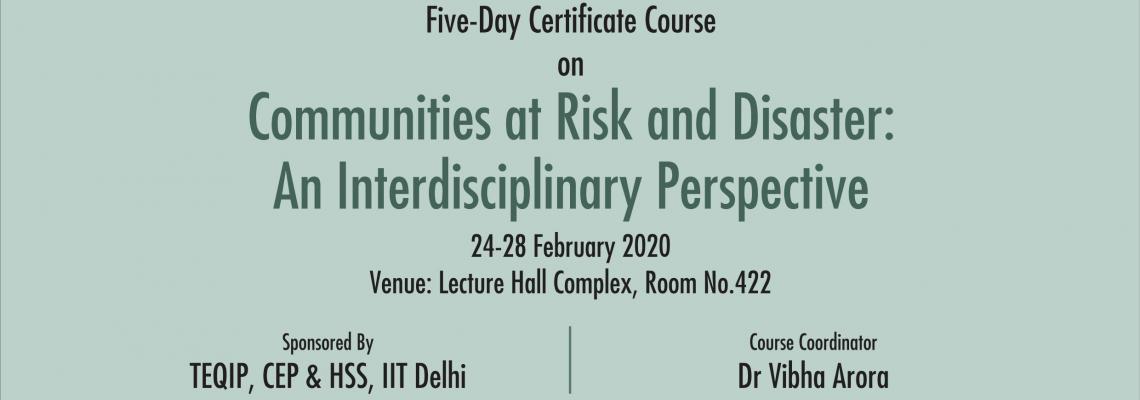 Five-Day Certificate Course
on
Communities at Risk and Disaster:
An Interdisciplinary Perspective
24-28 February 2020
Venue: Lecture Hall Complex, Room No.422
Sponsored By
TEQIP, CEP & HSS, IIT Delhi
Course Coordinator
Dr Vibha Arora